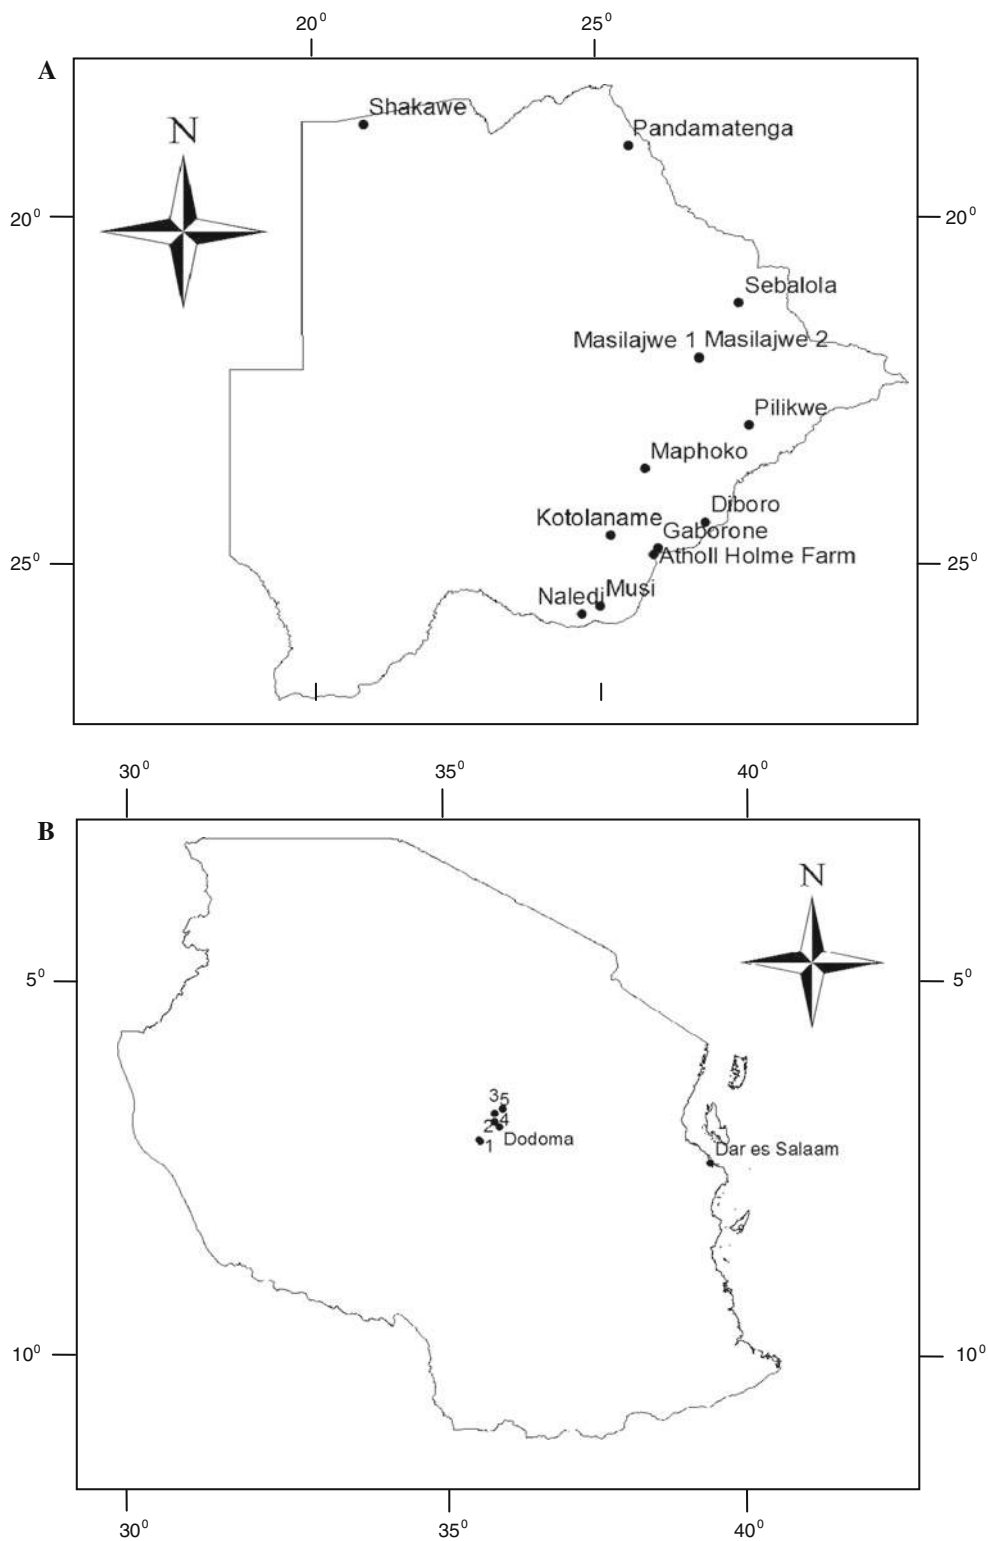 20⁰ 25⁰
A
Shakawe
N
Pandamatenga
20⁰ 20⁰
Sebalola
Masilajwe 1 Masilajwe 2
Pilikwe
Maphoko
Diboro
Kotolaname
Gaborone
Atholl Holme Farm
25⁰ 25⁰
Musi
Naledi
30⁰ 35⁰ 40⁰
B
N
5⁰ 5⁰
3 5
2 4
Dodoma
1
Dar es Salaam
10⁰ 10⁰
30⁰ 35⁰ 40⁰